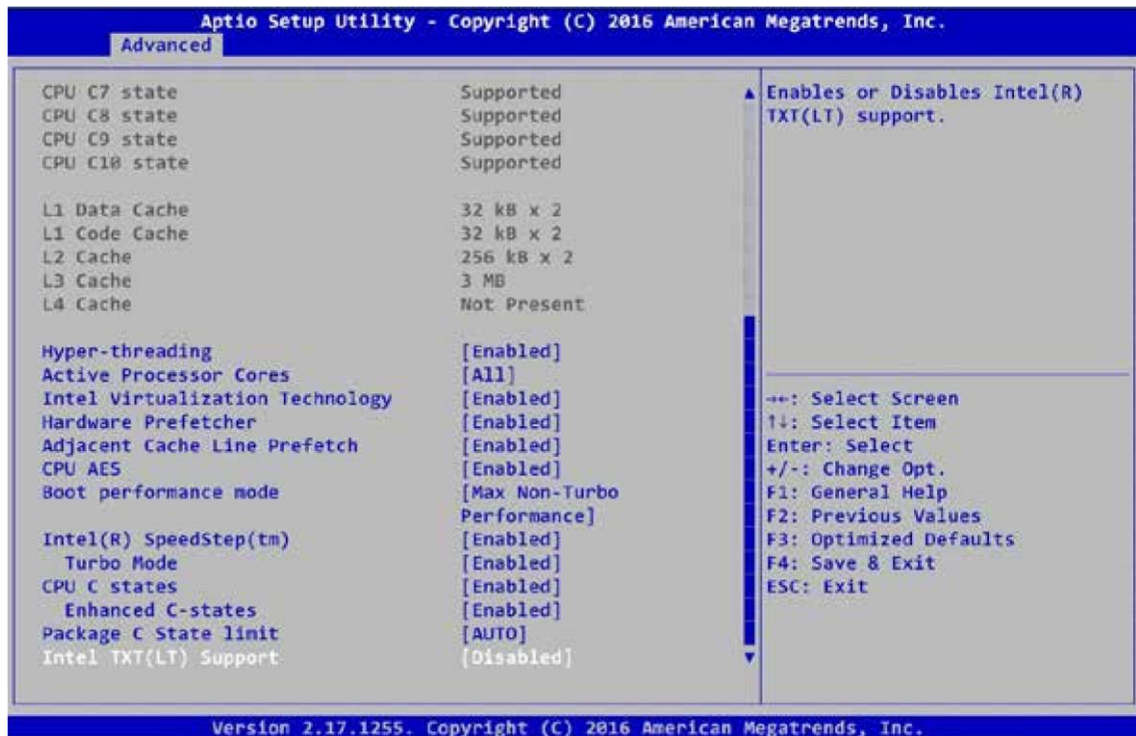 Aptio Setup Utility - Copyright (C) 2016 American Megatrends, Inc.
Advanced
CPU C7 state Supported
CPU C8 state Supported
CPU C9 state Supported
CPU C10 state Supported
L1 Data Cache 32 kB x 2
L1 Code Cache 32 kB x 2
L2 Cache 256 kB x 2
L3 Cache 3 MB
L4 Cache Not Present
Hyper-threading [Enabled]
Active Processor Cores [All]
Intel Virtualization Technology [Enabled]
Hardware Prefetcher [Enabled]
Adjacent Cache Line Prefetch [Enabled]
CPU AES [Enabled]
Boot performance mode [Max Non-Turbo
Performance]
Intel(R) SpeedStep(tm) [Enabled]
Turbo Mode [Enabled]
CPU C states [Enabled]
Enhanced C-states [Enabled]
Package C State limit [AUTO]
Intel TXT(LT) Support [Disabled]
Enables or Disables Intel(R)
TXT(LT) support.
→←: Select Screen
↑↓: Select Item
Enter: Select
+/-: Change Opt.
F1: General Help
F2: Previous Values
F3: Optimized Defaults
F4: Save & Exit
ESC: Exit
Version 2.17.1255. Copyright (C) 2016 American Megatrends, Inc.